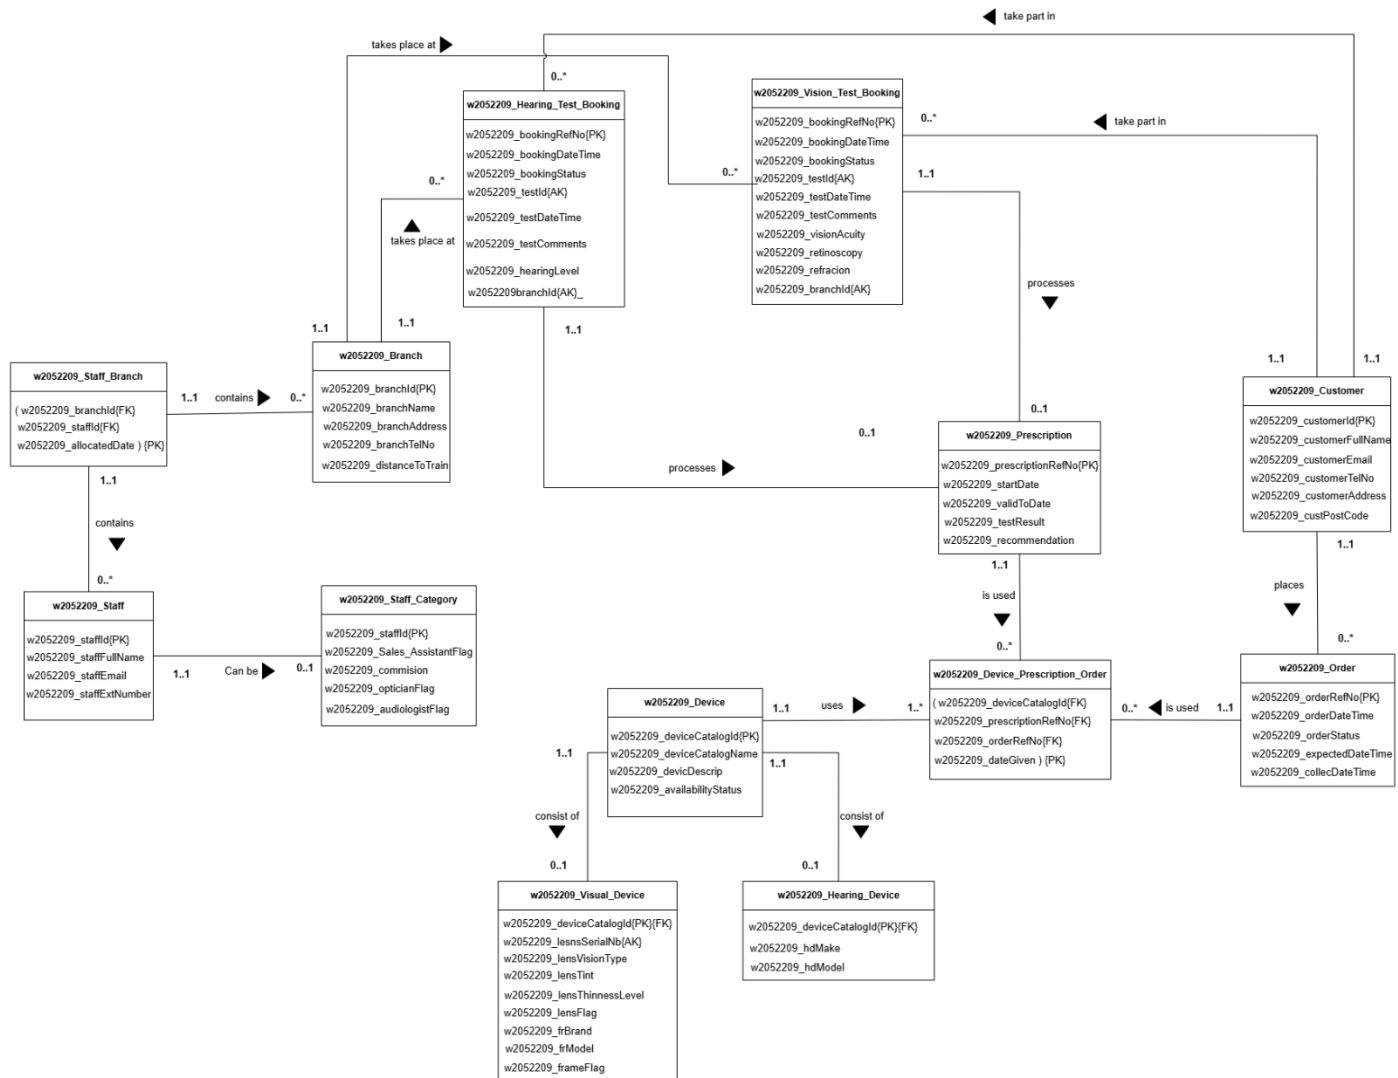 take part in
takes place at
0..*
w2052209_Hearing_Test_Booking
w2052209_bookingRefNo{PK}
w2052209_bookingDateTime
w2052209_bookingStatus
w2052209_testId{AK}
w2052209_testDateTime
w2052209_testComments
w2052209_hearingLevel
w2052209branchId{AK}_
w2052209_Vision_Test_Booking
w2052209_bookingRefNo{PK}
w2052209_bookingDateTime
w2052209_bookingStatus
w2052209_testId{AK}
w2052209_testDateTime
w2052209_testComments
w2052209_visionAcuity
w2052209_retinoscopy
w2052209_refracion
w2052209_branchId{AK}
0..*
take part in
1..1
0..*
0..*
takes place at
processes
1..1
1..1
1..1
1..1
1..1
w2052209_Staff_Branch
( w2052209_branchId{FK}
w2052209_staffId{FK}
w2052209_allocatedDate ) {PK}
1..1
contains
0..*
w2052209_Branch
w2052209_branchId{PK}
w2052209_branchName
w2052209_branchAddress
w2052209_branchTelNo
w2052209_distanceToTrain
w2052209_Customer
w2052209_customerId{PK}
w2052209_customerFullName
w2052209_customerEmail
w2052209_customerTelNo
w2052209_customerAddress
w2052209_custPostCode
0..1
0..1
processes
w2052209_Prescription
w2052209_prescriptionRefNo{PK}
w2052209_startDate
w2052209_validToDate
w2052209_testResult
w2052209_recommendation
1..1
contains
0..*
1..1
is used
0..*
1..1
places
0..*
w2052209_Staff
w2052209_staffId{PK}
w2052209_staffFullName
w2052209_staffEmail
w2052209_staffExtNumber
1..1
Can be
0..1
w2052209_Staff_Category
w2052209_staffId{PK}
w2052209_Sales_AssistantFlag
w2052209_commision
w2052209_opticianFlag
w2052209_audiologistFlag
w2052209_Device
w2052209_deviceCatalogId{PK}
w2052209_deviceCatalogName
w2052209_devicDescrip
w2052209_availabilityStatus
1..1
uses
1..*
w2052209_Device_Prescription_Order
( w2052209_deviceCatalogId{FK}
w2052209_prescriptionRefNo{FK}
w2052209_orderRefNo{FK}
w2052209_dateGiven ) {PK}
0..*
is used
1..1
w2052209_Order
w2052209_orderRefNo{PK}
w2052209_orderDateTime
w2052209_orderStatus
w2052209_expectedDateTime
w2052209_collecDateTime
1..1
1..1
consist of
consist of
0..1
0..1
w2052209_Visual_Device
w2052209_deviceCatalogId{PK}{FK}
w2052209_lesnsSerialNb{AK}
w2052209_lensVisionType
w2052209_lensTint
w2052209_lensThinnessLevel
w2052209_lensFlag
w2052209_frBrand
w2052209_frModel
w2052209_frameFlag
w2052209_Hearing_Device
w2052209_deviceCatalogId{PK}{FK}
w2052209_hdMake
w2052209_hdModel